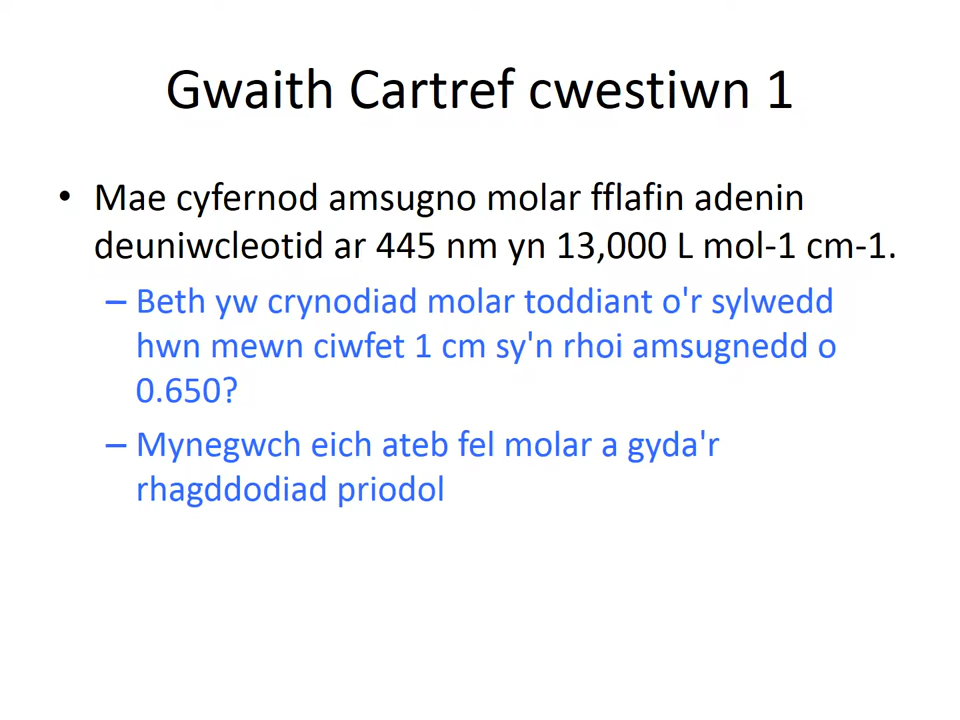 Gwaith Cartref cwestiwn 1
• Mae cyfernod amsugno molar fflafin adenin
deuniwcleotid ar 445 nm yn 13,000 L mol-1 cm-1.
– Beth yw crynodiad molar toddiant o'r sylwedd
hwn mewn ciwfet 1 cm sy'n rhoi amsugnedd o
0.650?
– Mynegwch eich ateb fel molar a gyda'r
rhagddodiad priodol